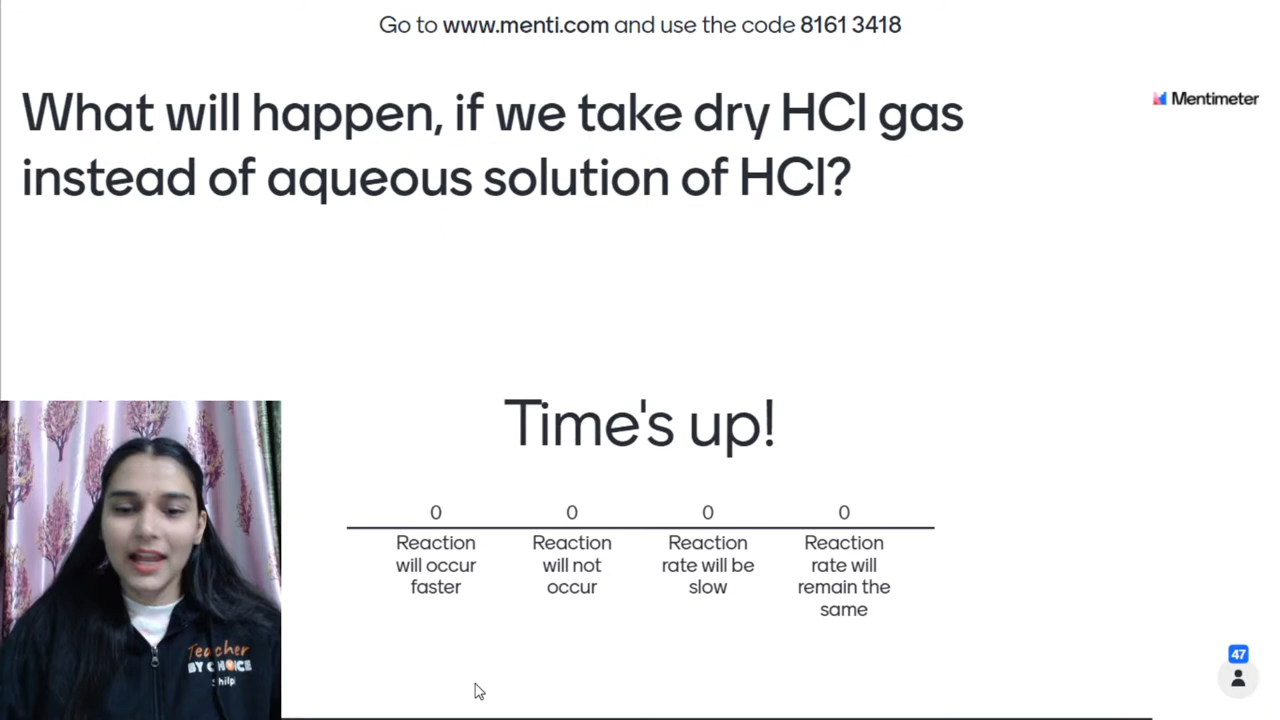 Go to www.menti.com and use the code 8161 3418
What will happen, if we take dry HCl gas
instead of aqueous solution of HCl?
Mentimeter
Time's up!
0 0 0 0
Reaction will occur faster
Reaction will not occur
Reaction rate will be slow
Reaction rate will remain the same
Teacher
BY CHOICE
Shilpi
47